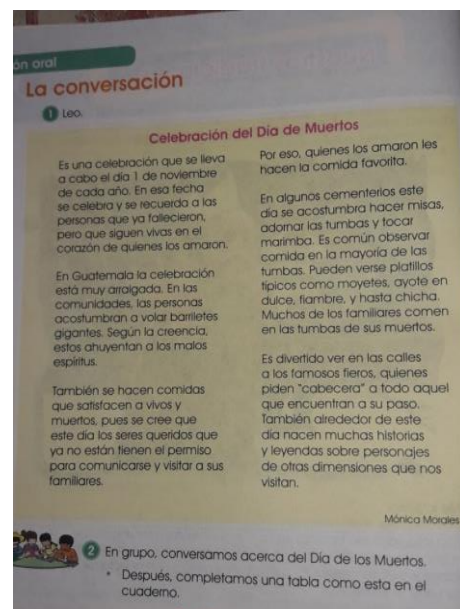 ón oral
La conversación
1 Leo.
Celebración del Día de Muertos
Es una celebración que se lleva
a cabo el día 1 de noviembre
de cada año. En esa fecha
se celebra y se recuerda a las
personas que ya fallecieron,
pero que siguen vivas en el
corazón de quienes los amaron.
En Guatemala la celebración
está muy arraigada. En las
comunidades, las personas
acostumbran a volar barriletes
gigantes. Según la creencia,
estos ahuyentan a los malos
espíritus.
También se hacen comidas
que satisfacen a vivos y
muertos, pues se cree que
este día los seres queridos que
ya no están tienen el permiso
para comunicarse y visitar a sus
familiares.
Por eso, quienes los amaron les
hacen la comida favorita.
En algunos cementerios este
día se acostumbra hacer misas,
adornar las tumbas y tocar
marimba. Es común observar
comida en la mayoría de las
tumbas. Pueden verse platillos
típicos como moyetes, ayote en
dulce, fiambre, y hasta chicha.
Muchos de los familiares comen
en las tumbas de sus muertos.
Es divertido ver en las calles
a los famosos fieros, quienes
piden "cabecera" a todo aquel
que encuentran a su paso.
También alrededor de este
día nacen muchas historias
y leyendas sobre personajes
de otras dimensiones que nos
visitan.
Mónica Morales
2 En grupo, conversamos acerca del Día de los Muertos.
• Después, completamos una tabla como esta en el
cuaderno.